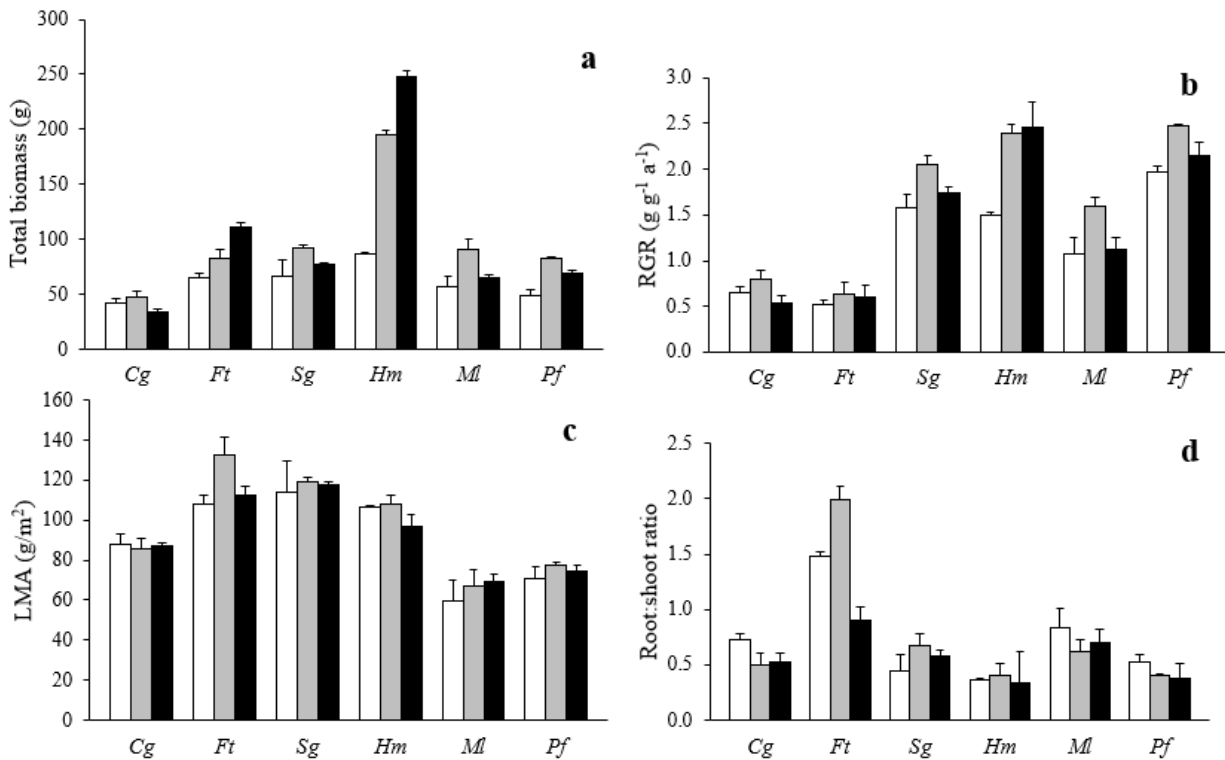 a
Total biomass (g)
300
250
200
150
100
50
0
Cg Ft Sg Hm Ml Pf
b
RGR (g g⁻¹ a⁻¹)
3.0
2.5
2.0
1.5
1.0
0.5
0.0
Cg Ft Sg Hm Ml Pf
c
LMA (g/m²)
160
140
120
100
80
60
40
20
0
Cg Ft Sg Hm Ml Pf
d
Root:shoot ratio
2.5
2.0
1.5
1.0
0.5
0.0
Cg Ft Sg Hm Ml Pf